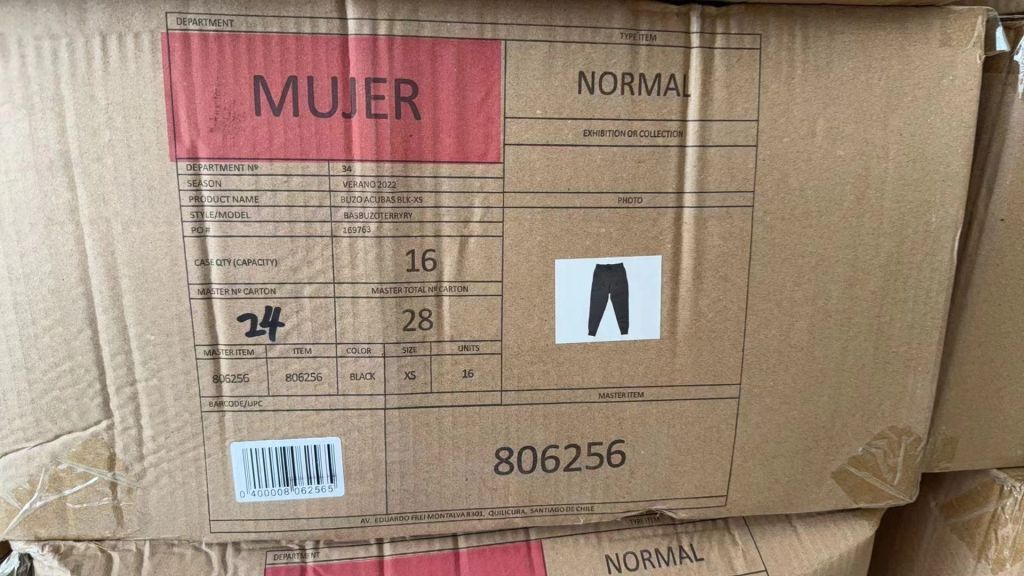 DEPARTMENT
TYPE ITEM
MUJER
NORMAL
EXHIBITION OR COLLECTION
DEPARTMENT Nº 34
SEASON VERANO 2022
PRODUCT NAME BUZO ACUBAS BLK-XS
PHOTO
STYLE/MODEL BASBUZOTERRYRY
PO # 169763
CASE QTY (CAPACITY) 16
MASTER Nº CARTON MASTER TOTAL Nº CARTON
24 28
MASTER ITEM ITEM COLOR SIZE UNITS
806256 806256 BLACK XS 16
BARCODE/UPC
MASTER ITEM
806256
0 400008 062565
AV. EDUARDO FREI MONTALVA 8301, QUILICURA, SANTIAGO DE CHILE
TYPE ITEM
DEPARTMENT
NORMAL